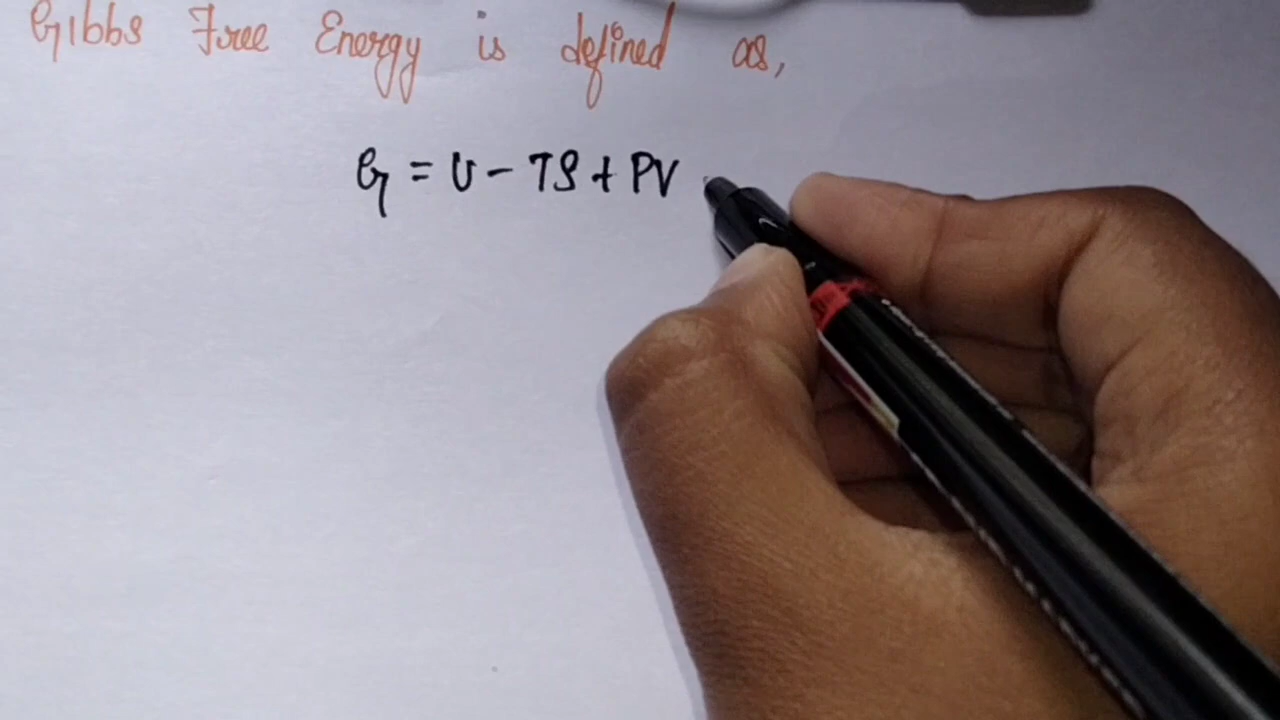 Gibbs Free Energy is defined as,
G = U - TS + PV